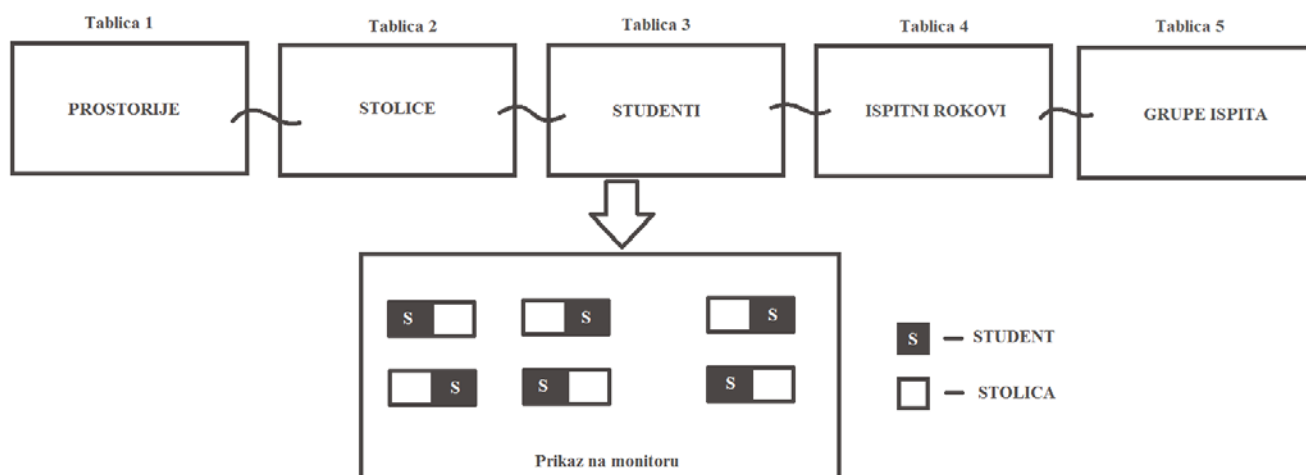 Tablica 1
Tablica 2
Tablica 3
Tablica 4
Tablica 5
PROSTORIJE
STOLICE
STUDENTI
ISPITNI ROKOVI
GRUPE ISPITA
S
S
S
S
S
S
S — STUDENT
— STOLICA
Prikaz na monitoru